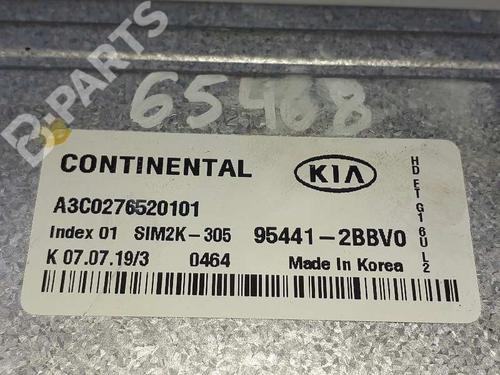 B-PARTS
65468
CONTINENTAL
KIA
A3C0276520101
Index 01 SIM2K-305
95441-2BBV0
K 07.07.19/3
0464
Made In Korea
HD ET G1 6U L2